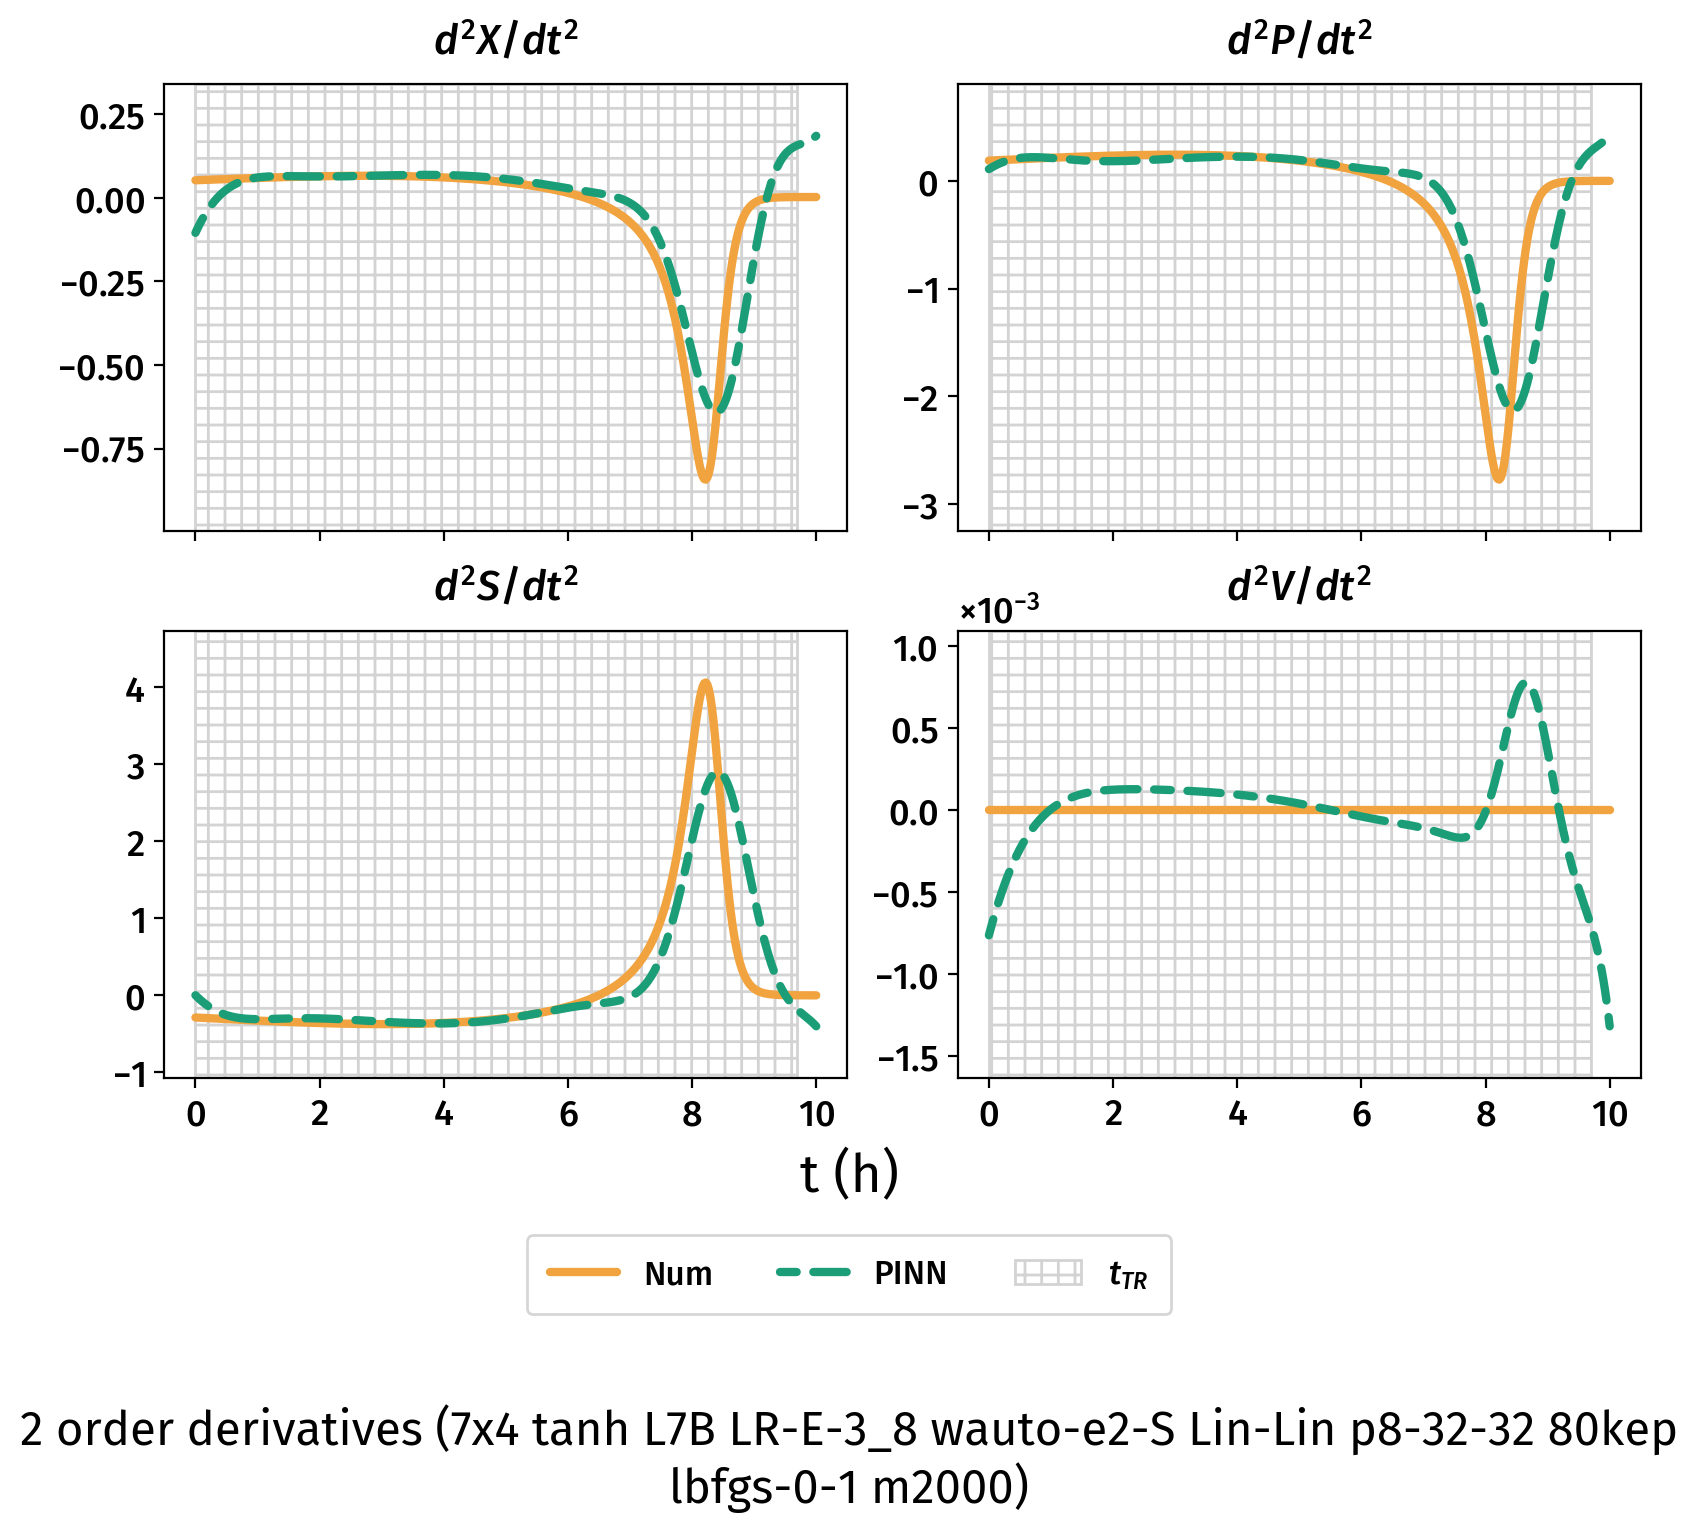 d²X/dt²
d²P/dt²
0.25
0.00
−0.25
−0.50
−0.75
0
−1
−2
−3
d²S/dt²
d²V/dt²
×10⁻³
4
3
2
1
0
−1
1.0
0.5
0.0
−0.5
−1.0
−1.5
0 2 4 6 8 10
0 2 4 6 8 10
t (h)
Num PINN t_TR
2 order derivatives (7x4 tanh L7B LR-E-3_8 wauto-e2-S Lin-Lin p8-32-32 80kep
lbfgs-0-1 m2000)